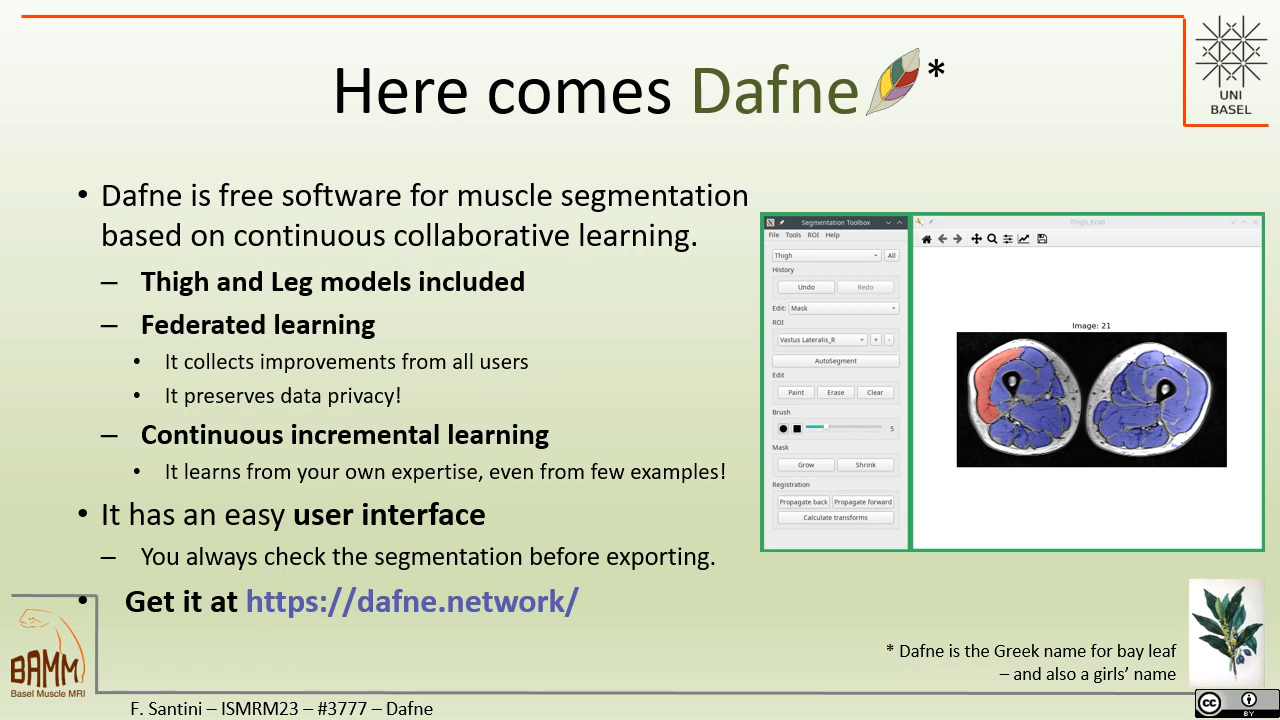 Here comes Dafne*
UNI
BASEL
• Dafne is free software for muscle segmentation
based on continuous collaborative learning.
– Thigh and Leg models included
– Federated learning
• It collects improvements from all users
• It preserves data privacy!
– Continuous incremental learning
• It learns from your own expertise, even from few examples!
• It has an easy user interface
– You always check the segmentation before exporting.
• Get it at https://dafne.network/
Segmentation Toolbox
File Tools ROI Help
Thigh All
History
Undo Redo
Edit: Mask
ROI
Vastus Lateralis_R + -
AutoSegment
Edit
Paint Erase Clear
Brush
5
Mask
Grow Shrink
Registration
Propagate back Propagate forward
Calculate transforms
Image: 21
* Dafne is the Greek name for bay leaf
– and also a girls’ name
BAMM
Basel Muscle MRI
F. Santini – ISMRM23 – #3777 – Dafne
cc BY